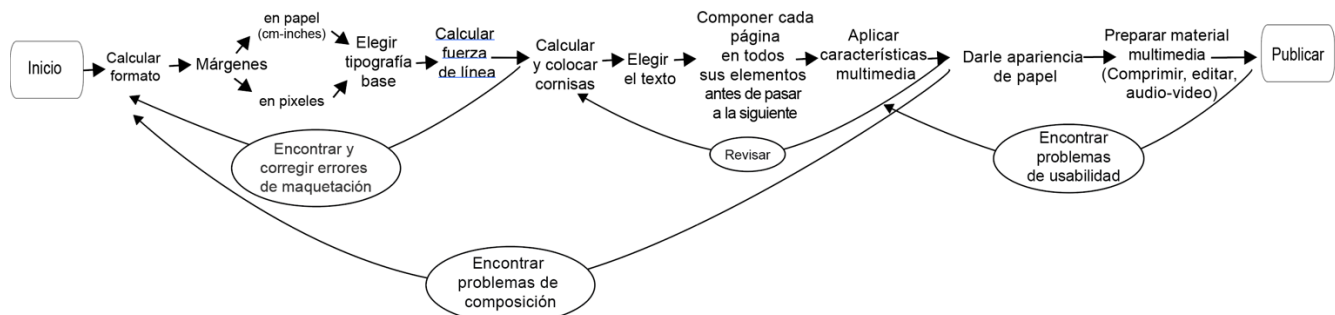 Inicio
Calcular
formato
Márgenes
en papel
(cm-inches)
en pixeles
Elegir
tipografía
base
Calcular
fuerza
de línea
Calcular
y colocar
cornisas
Elegir
el texto
Componer cada
página
en todos
sus elementos
antes de pasar
a la siguiente
Aplicar
características
multimedia
Darle apariencia
de papel
Preparar material
multimedia
(Comprimir, editar,
audio-video)
Publicar
Encontrar y
corregir errores
de maquetación
Revisar
Encontrar
problemas
de usabilidad
Encontrar
problemas de
composición